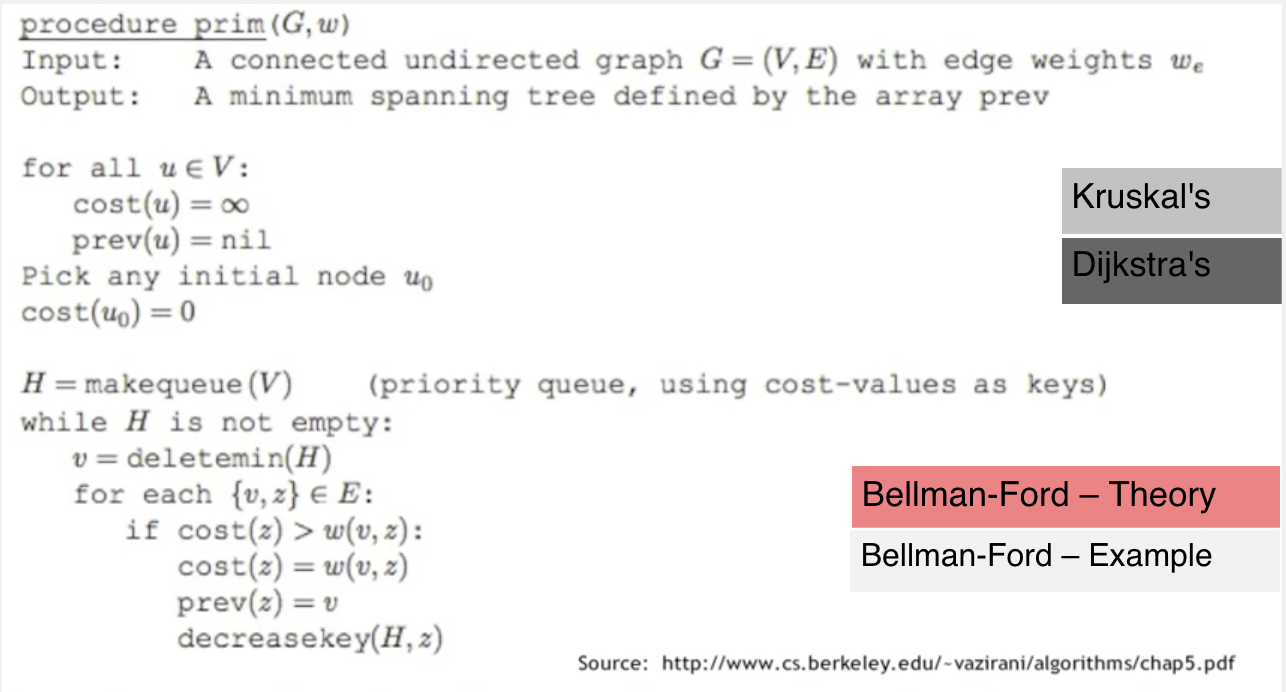 procedure prim(G, w)
Input: A connected undirected graph G = (V, E) with edge weights wₑ
Output: A minimum spanning tree defined by the array prev
for all u ∈ V:
cost(u) = ∞
prev(u) = nil
Pick any initial node u₀
cost(u₀) = 0
H = makequeue(V) (priority queue, using cost-values as keys)
while H is not empty:
v = deletemin(H)
for each {v, z} ∈ E:
if cost(z) > w(v, z):
cost(z) = w(v, z)
prev(z) = v
decreasekey(H, z)
Kruskal's
Dijkstra's
Bellman-Ford – Theory
Bellman-Ford – Example
Source: http://www.cs.berkeley.edu/~vazirani/algorithms/chap5.pdf